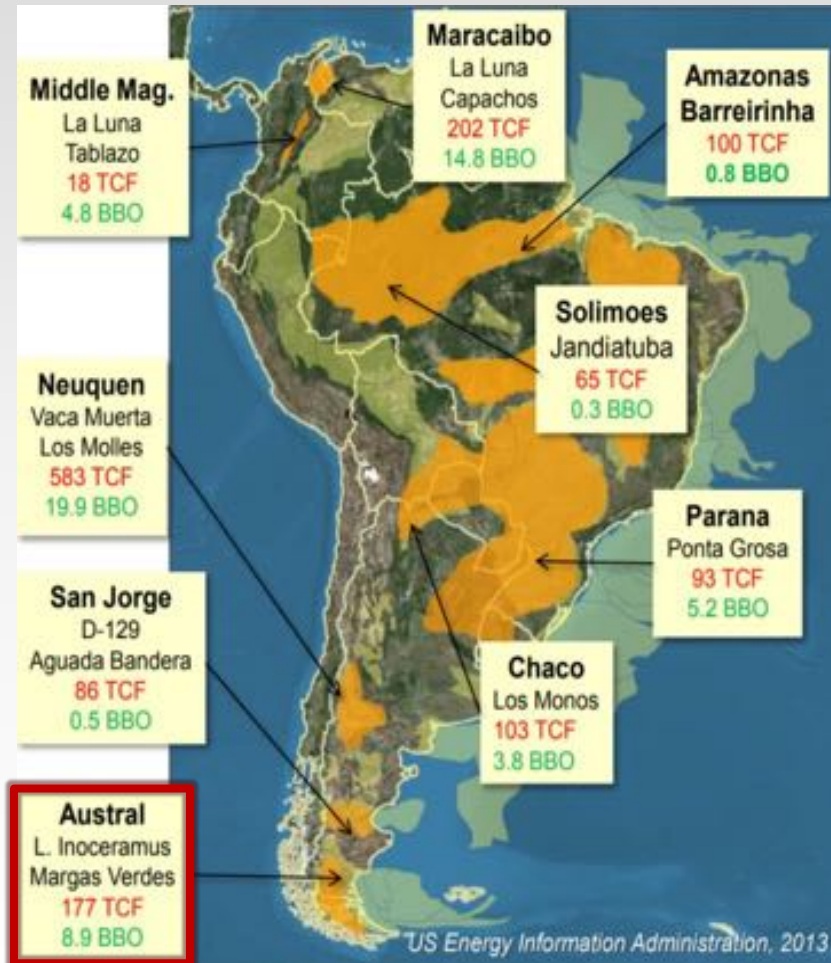 Middle Mag.
La Luna
Tablazo
18 TCF
4.8 BBO
Maracaibo
La Luna
Capachos
202 TCF
14.8 BBO
Amazonas
Barreirinha
100 TCF
0.8 BBO
Solimoes
Jandiatuba
65 TCF
0.3 BBO
Neuquen
Vaca Muerta
Los Molles
583 TCF
19.9 BBO
Parana
Ponta Grosa
93 TCF
5.2 BBO
San Jorge
D-129
Aguada Bandera
86 TCF
0.5 BBO
Chaco
Los Monos
103 TCF
3.8 BBO
Austral
L. Inoceramus
Margas Verdes
177 TCF
8.9 BBO
US Energy Information Administration, 2013